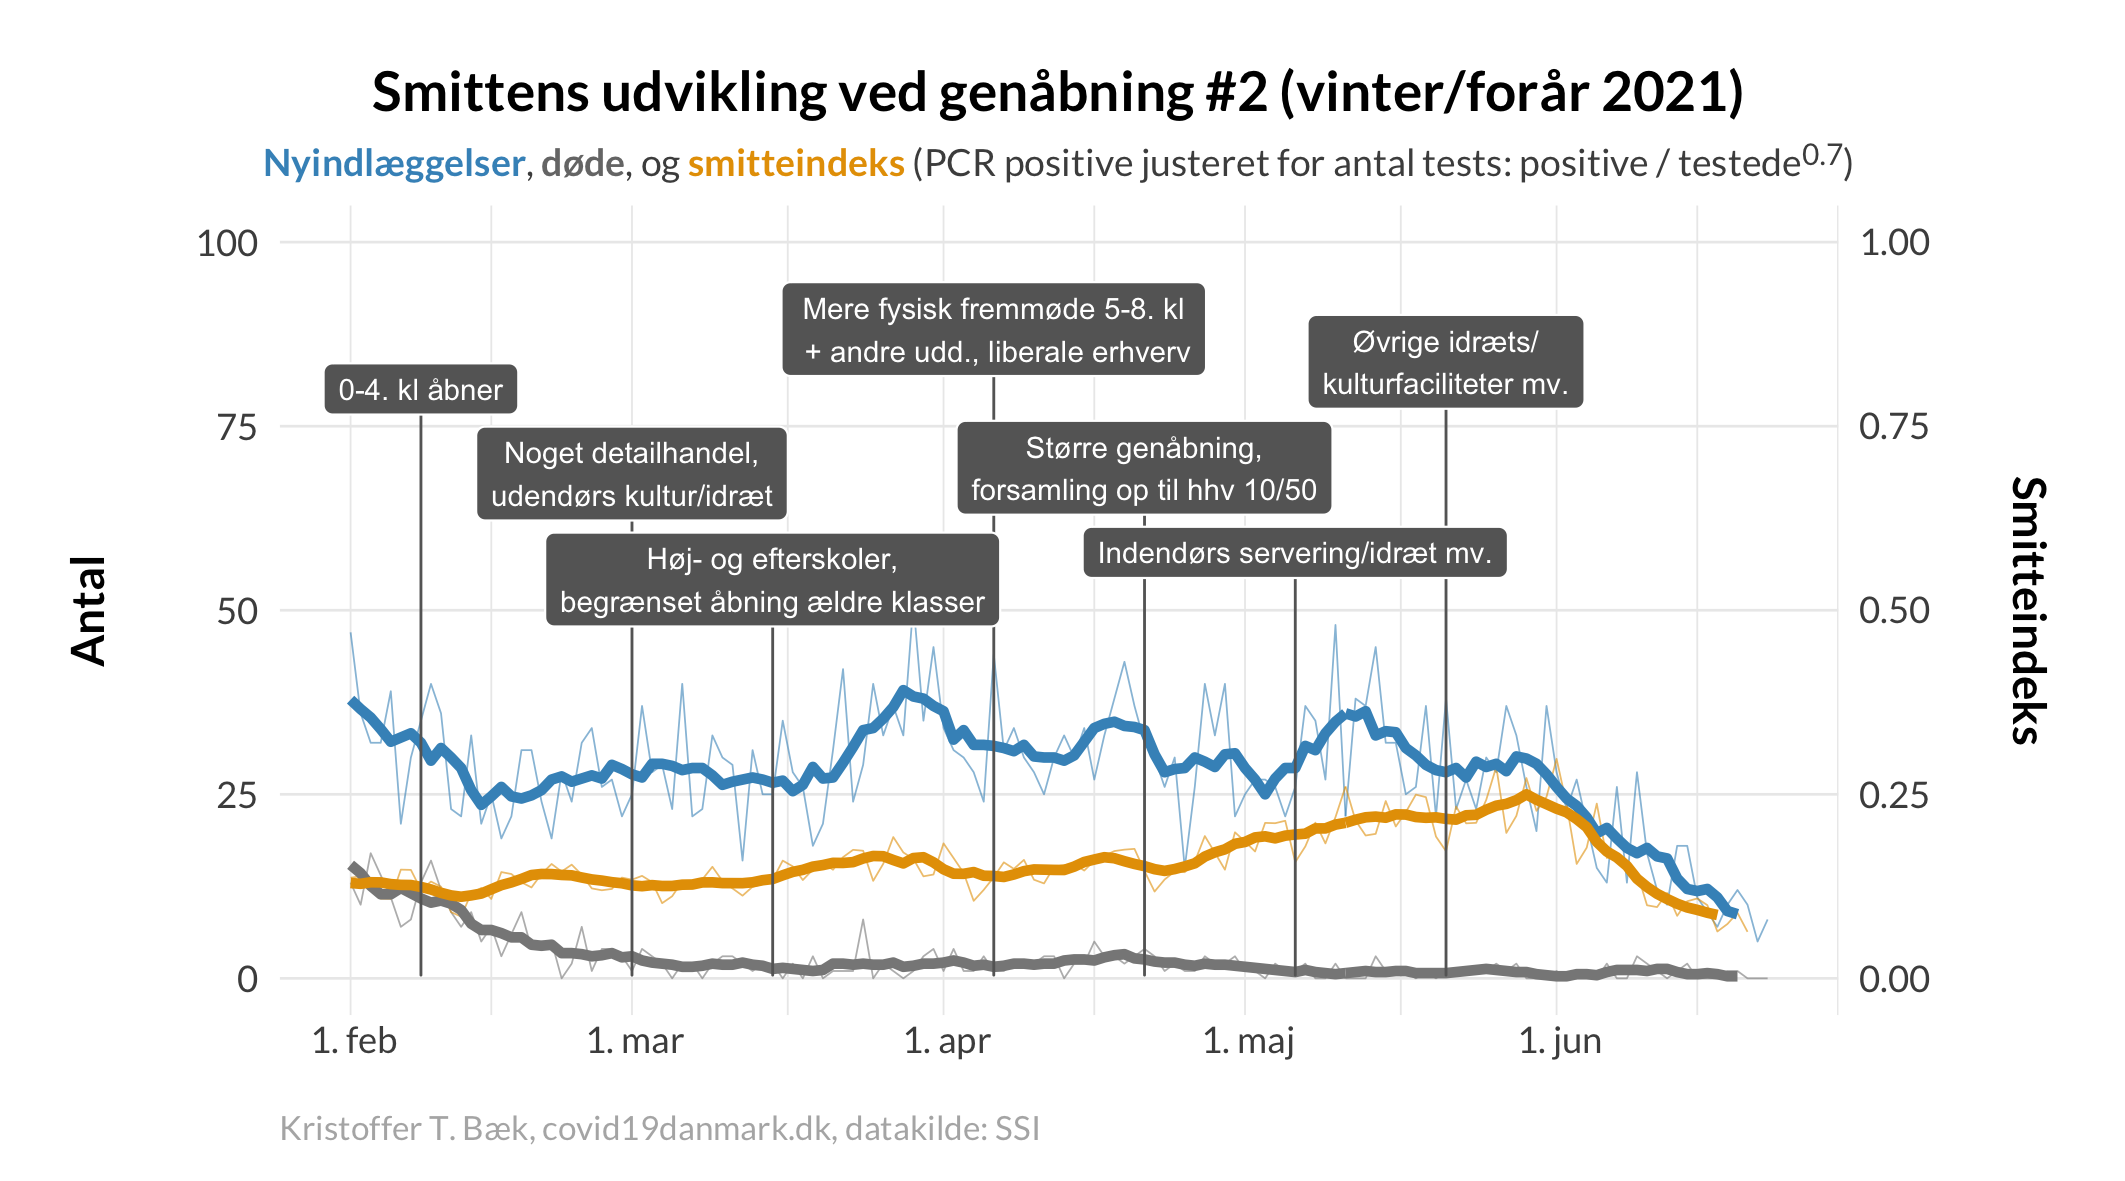 Smittens udvikling ved genåbning #2 (vinter/forår 2021)
Nyindlæggelser, døde, og smitteindeks (PCR positive justeret for antal tests: positive / testede^0.7)
100
75
50
25
0
Antal
1.00
0.75
0.50
0.25
0.00
Smitteindeks
0-4. kl åbner
Noget detailhandel,
udendørs kultur/idræt
Høj- og efterskoler,
begrænset åbning ældre klasser
Mere fysisk fremmøde 5-8. kl
+ andre udd., liberale erhverv
Større genåbning,
forsamling op til hhv 10/50
Indendørs servering/idræt mv.
Øvrige idræts/
kulturfaciliteter mv.
1. feb
1. mar
1. apr
1. maj
1. jun
Kristoffer T. Bæk, covid19danmark.dk, datakilde: SSI